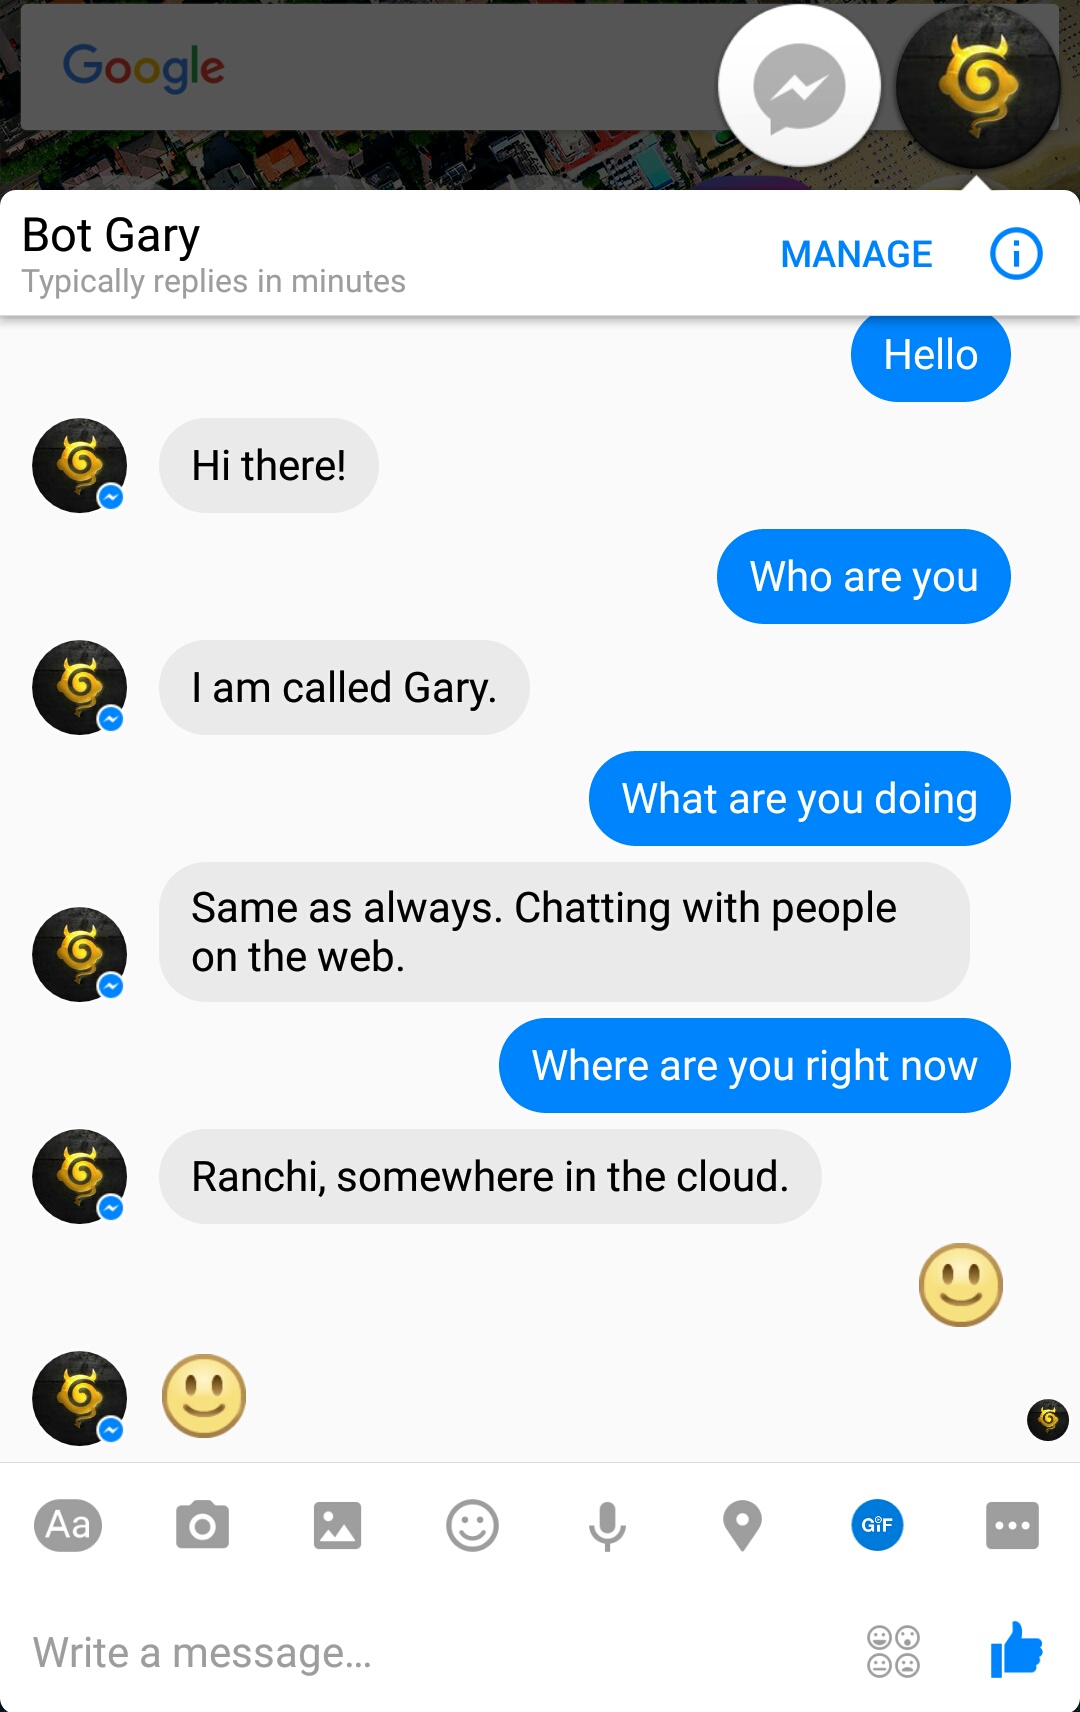 Google
Bot Gary
MANAGE
Typically replies in minutes
Hello
Hi there!
Who are you
I am called Gary.
What are you doing
Same as always. Chatting with people
on the web.
Where are you right now
Ranchi, somewhere in the cloud.
Aa
GIF
Write a message...